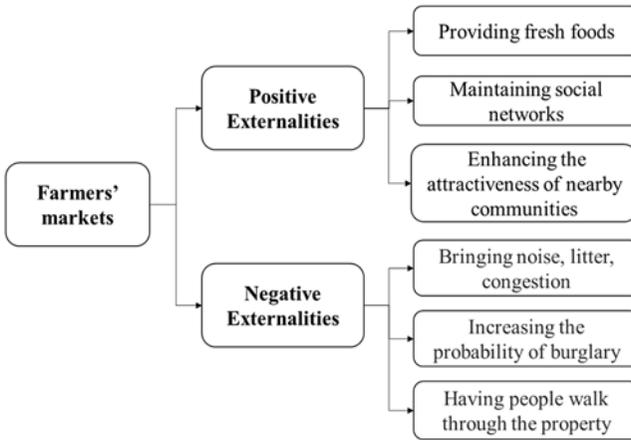 Farmers’
markets
Positive
Externalities
Providing fresh foods
Maintaining social
networks
Enhancing the
attractiveness of nearby
communities
Negative
Externalities
Bringing noise, litter,
congestion
Increasing the
probability of burglary
Having people walk
through the property